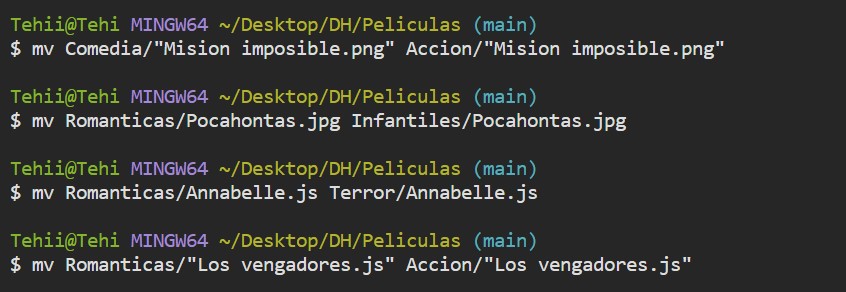 Tehii@Tehi MINGW64 ~/Desktop/DH/Peliculas (main)
$ mv Comedia/"Mision imposible.png" Accion/"Mision imposible.png"
Tehii@Tehi MINGW64 ~/Desktop/DH/Peliculas (main)
$ mv Romanticas/Pocahontas.jpg Infantiles/Pocahontas.jpg
Tehii@Tehi MINGW64 ~/Desktop/DH/Peliculas (main)
$ mv Romanticas/Annabelle.js Terror/Annabelle.js
Tehii@Tehi MINGW64 ~/Desktop/DH/Peliculas (main)
$ mv Romanticas/"Los vengadores.js" Accion/"Los vengadores.js"